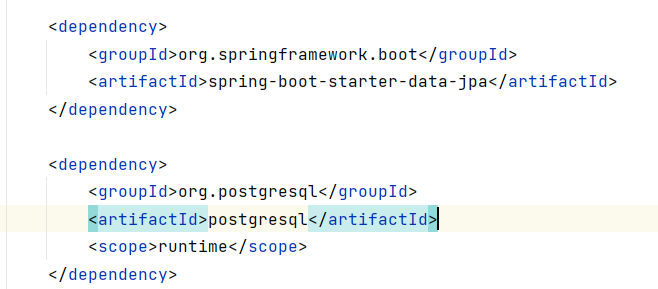 <dependency>
<groupId>org.springframework.boot</groupId>
<artifactId>spring-boot-starter-data-jpa</artifactId>
</dependency>
<dependency>
<groupId>org.postgresql</groupId>
<artifactId>postgresql</artifactId>
<scope>runtime</scope>
</dependency>